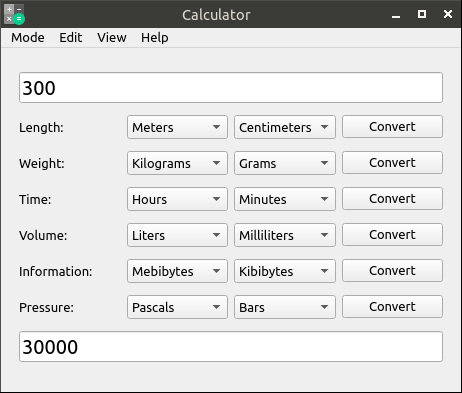 Calculator
Mode Edit View Help
300
Length: Meters Centimeters Convert
Weight: Kilograms Grams Convert
Time: Hours Minutes Convert
Volume: Liters Milliliters Convert
Information: Mebibytes Kibibytes Convert
Pressure: Pascals Bars Convert
30000